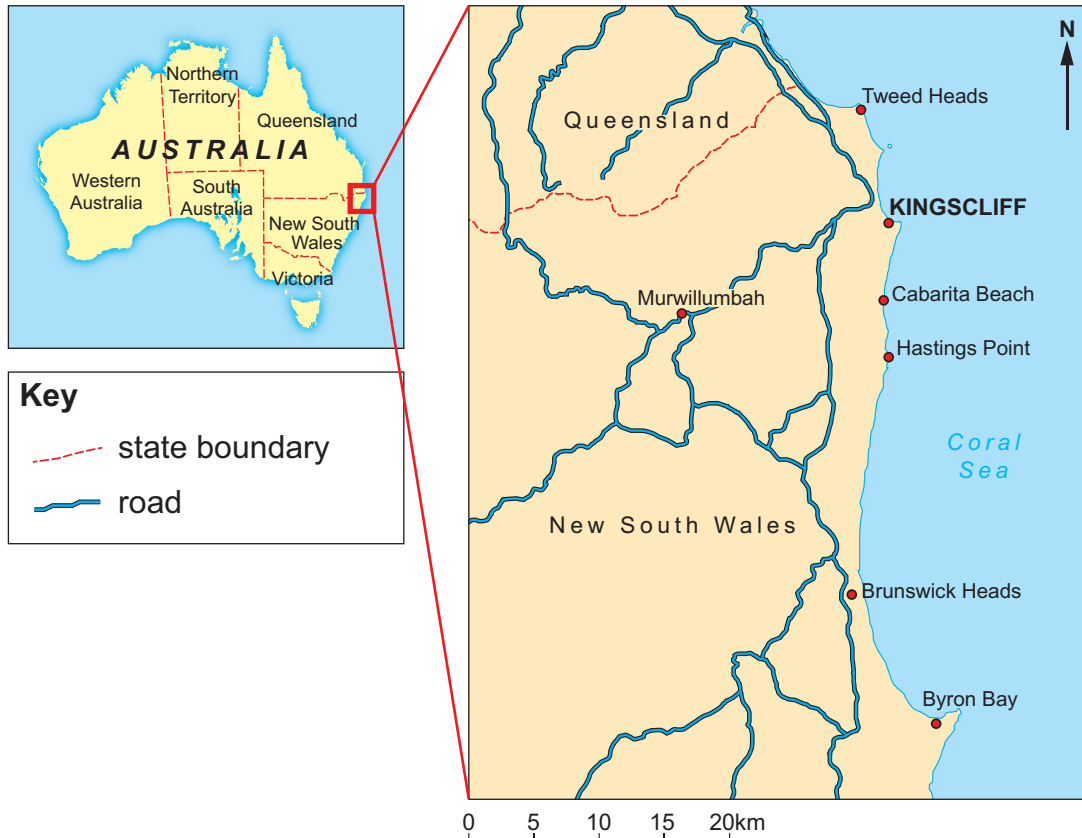 Northern
Territory
Queensland
AUSTRALIA
Western
Australia
South
Australia
New South
Wales
Victoria
Key
state boundary
road
N
Tweed Heads
Queensland
KINGSCLIFF
Murwillumbah
Cabarita Beach
Hastings Point
Coral
Sea
New South Wales
Brunswick Heads
Byron Bay
0 5 10 15 20km